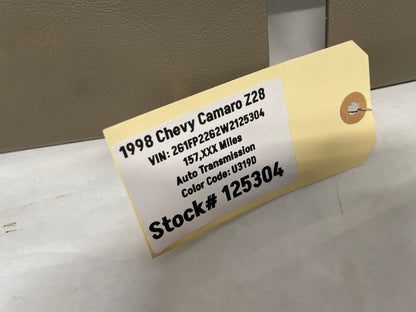 1998 Chevy Camaro Z28
VIN: 2G1FP22G2W2125304
157,XXX Miles
Auto Transmission
Color Code: U319D
Stock# 125304